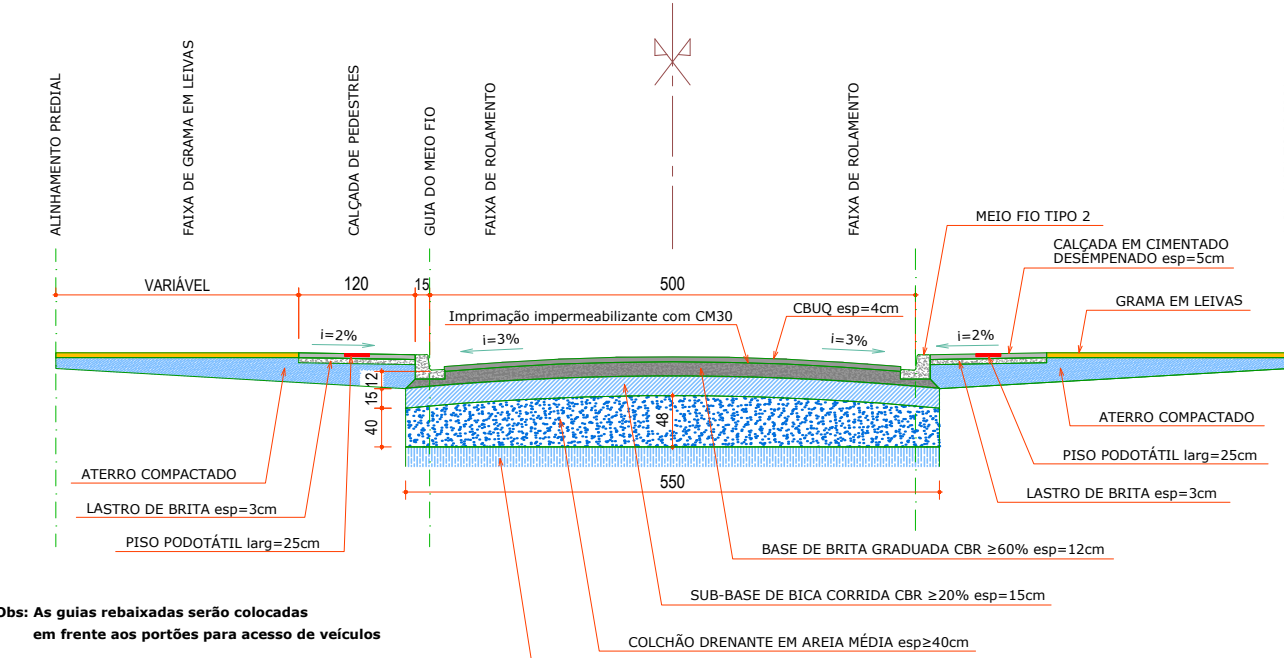 ALINHAMENTO PREDIAL
FAIXA DE GRAMA EM LEIVAS
CALÇADA DE PEDESTRES
GUIA DO MEIO FIO
FAIXA DE ROLAMENTO
FAIXA DE ROLAMENTO
MEIO FIO TIPO 2
CALÇADA EM CIMENTADO
DESEMPENADO esp=5cm
GRAMA EM LEIVAS
VARIÁVEL
120
15
500
Imprimação impermeabilizante com CM30
CBUQ esp=4cm
i=2%
i=3%
i=3%
i=2%
12
15
40
48
550
ATERRO COMPACTADO
LASTRO DE BRITA esp=3cm
PISO PODOTÁTIL larg=25cm
ATERRO COMPACTADO
PISO PODOTÁTIL larg=25cm
LASTRO DE BRITA esp=3cm
BASE DE BRITA GRADUADA CBR ≥60% esp=12cm
SUB-BASE DE BICA CORRIDA CBR ≥20% esp=15cm
COLCHÃO DRENANTE EM AREIA MÉDIA esp≥40cm
Obs: As guias rebaixadas serão colocadas
em frente aos portões para acesso de veículos